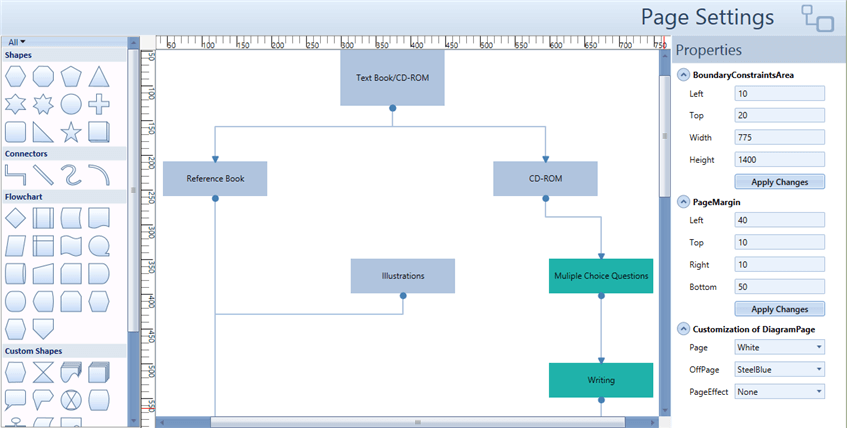 Page Settings
All
Shapes
Connectors
Flowchart
Custom Shapes
50 100 150 200 250 300 350 400 450 500 550 600 650 700 750
50
100
150
200
250
300
350
400
450
500
550
Text Book/CD-ROM
Reference Book
CD-ROM
Illustrations
Muliple Choice Questions
Writing
Properties
BoundaryConstraintsArea
Left 10
Top 20
Width 775
Height 1400
Apply Changes
PageMargin
Left 40
Top 10
Right 10
Bottom 50
Apply Changes
Customization of DiagramPage
Page White
OffPage SteelBlue
PageEffect None